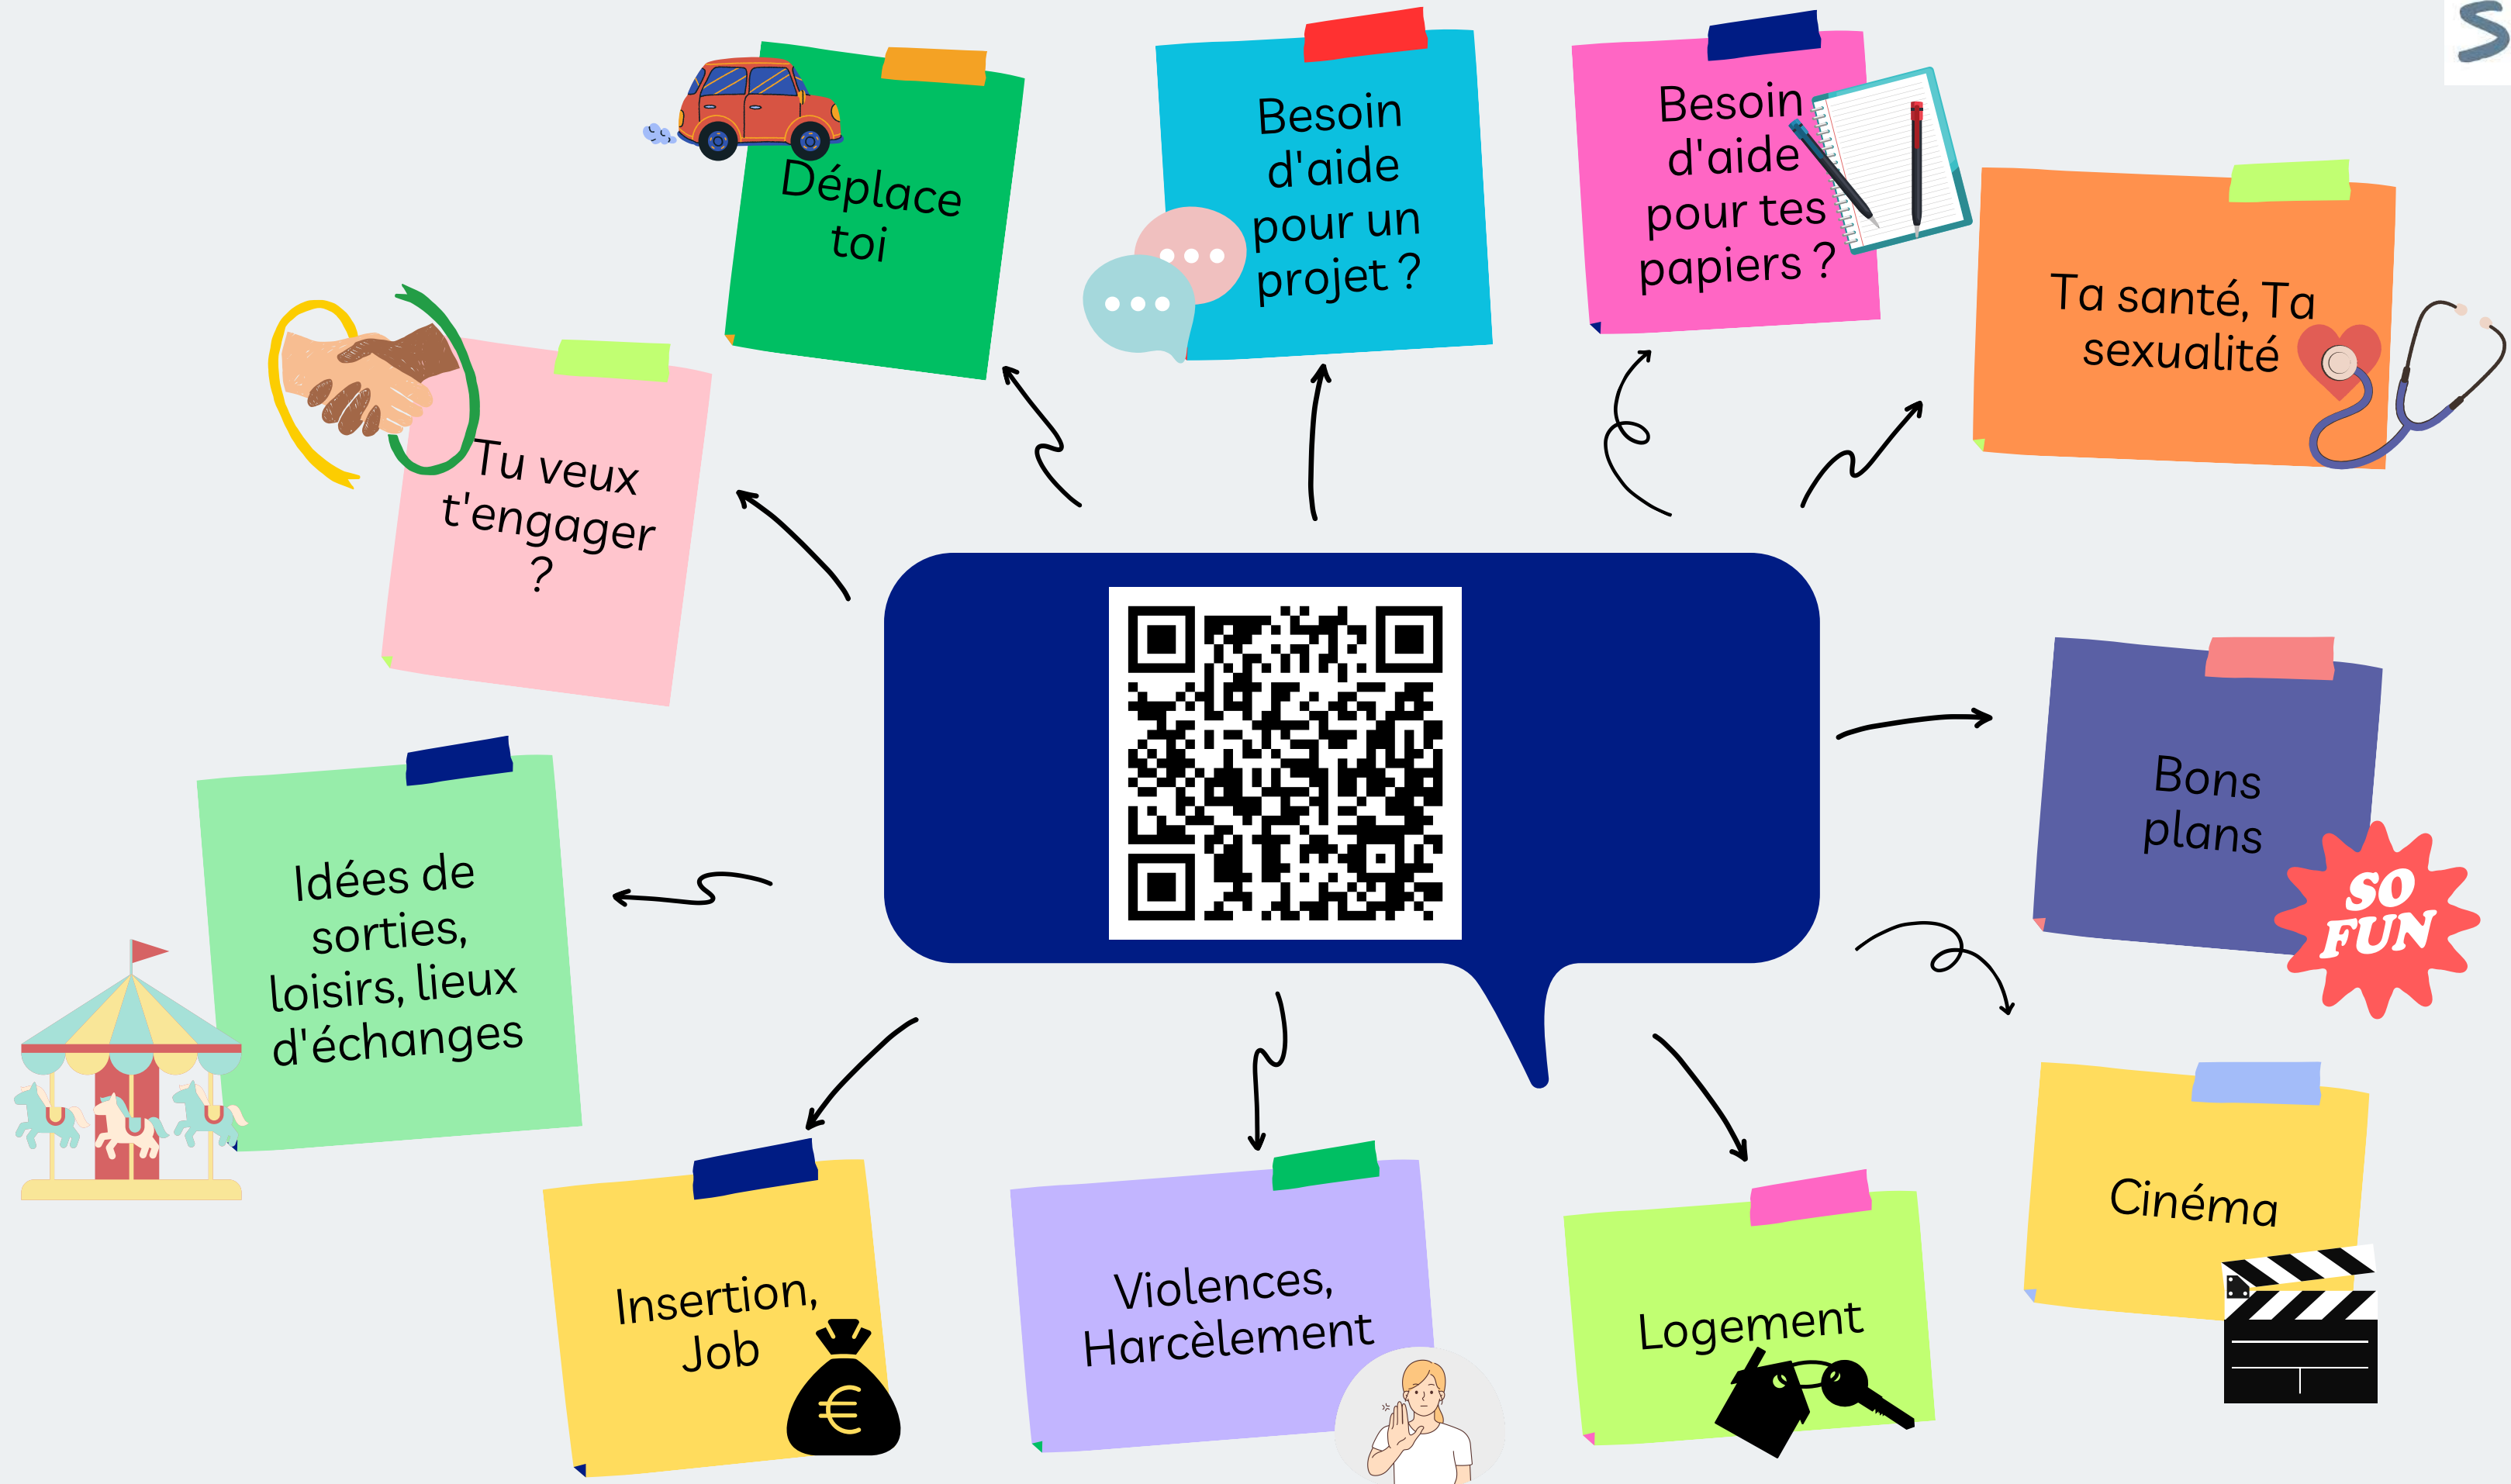 Déplace
toi
Besoin
d'aide
pour un
projet ?
Besoin
d'aide
pour tes
papiers ?
Ta santé, Ta
sexualité
Tu veux
t'engager
?
Bons
plans
SO
FUN
Idées de
sorties,
loisirs, lieux
d'échanges
Cinéma
Insertion,
Job
€
Violences,
Harcèlement
Logement
S